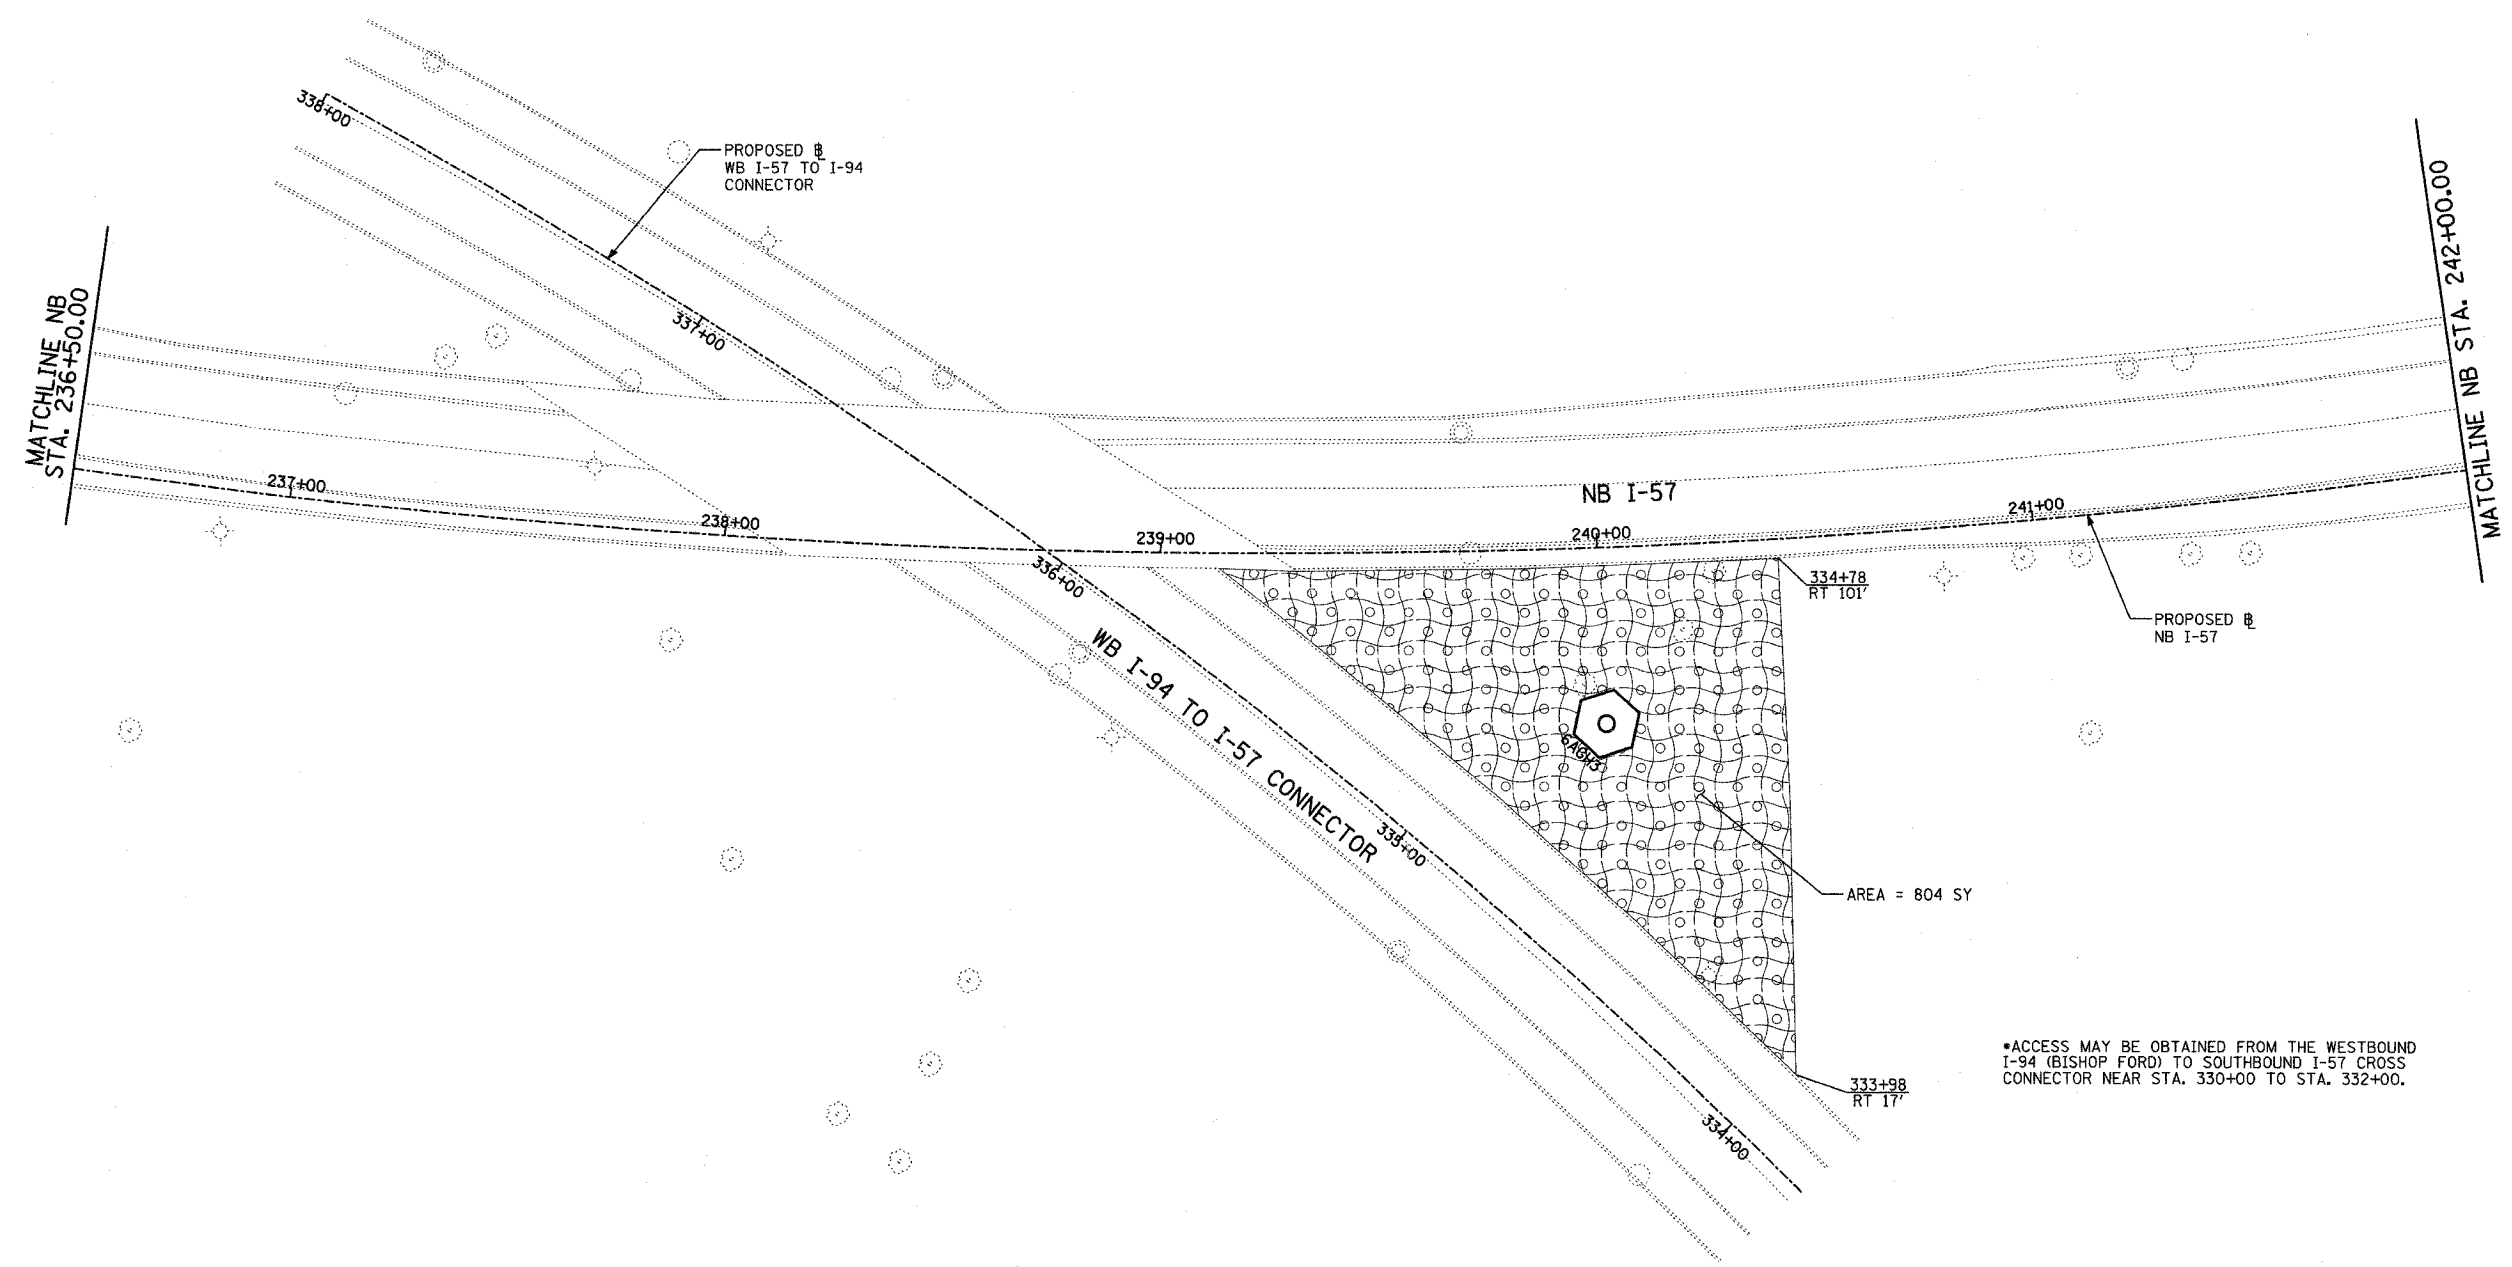 338+00
PROPOSED ⅊
WB I-57 TO I-94
CONNECTOR
MATCHLINE NB STA. 242+00.00
MATCHLINE NB
STA. 236+50.00
337+00
237+00
238+00
239+00
240+00
241+00
NB I-57
336+00
334+78
RT 101'
PROPOSED ⅊
NB I-57
WB I-94 TO I-57 CONNECTOR
335+00
AREA = 804 SY
*ACCESS MAY BE OBTAINED FROM THE WESTBOUND
I-94 (BISHOP FORD) TO SOUTHBOUND I-57 CROSS
CONNECTOR NEAR STA. 330+00 TO STA. 332+00.
333+98
RT 17'
334+00